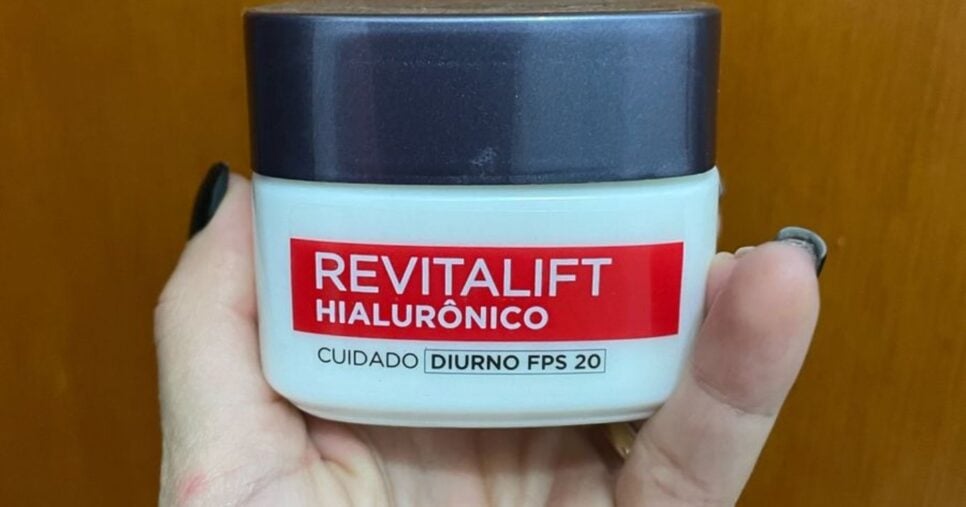 REVITALIFT
HIALURÔNICO
CUIDADO DIURNO FPS 20